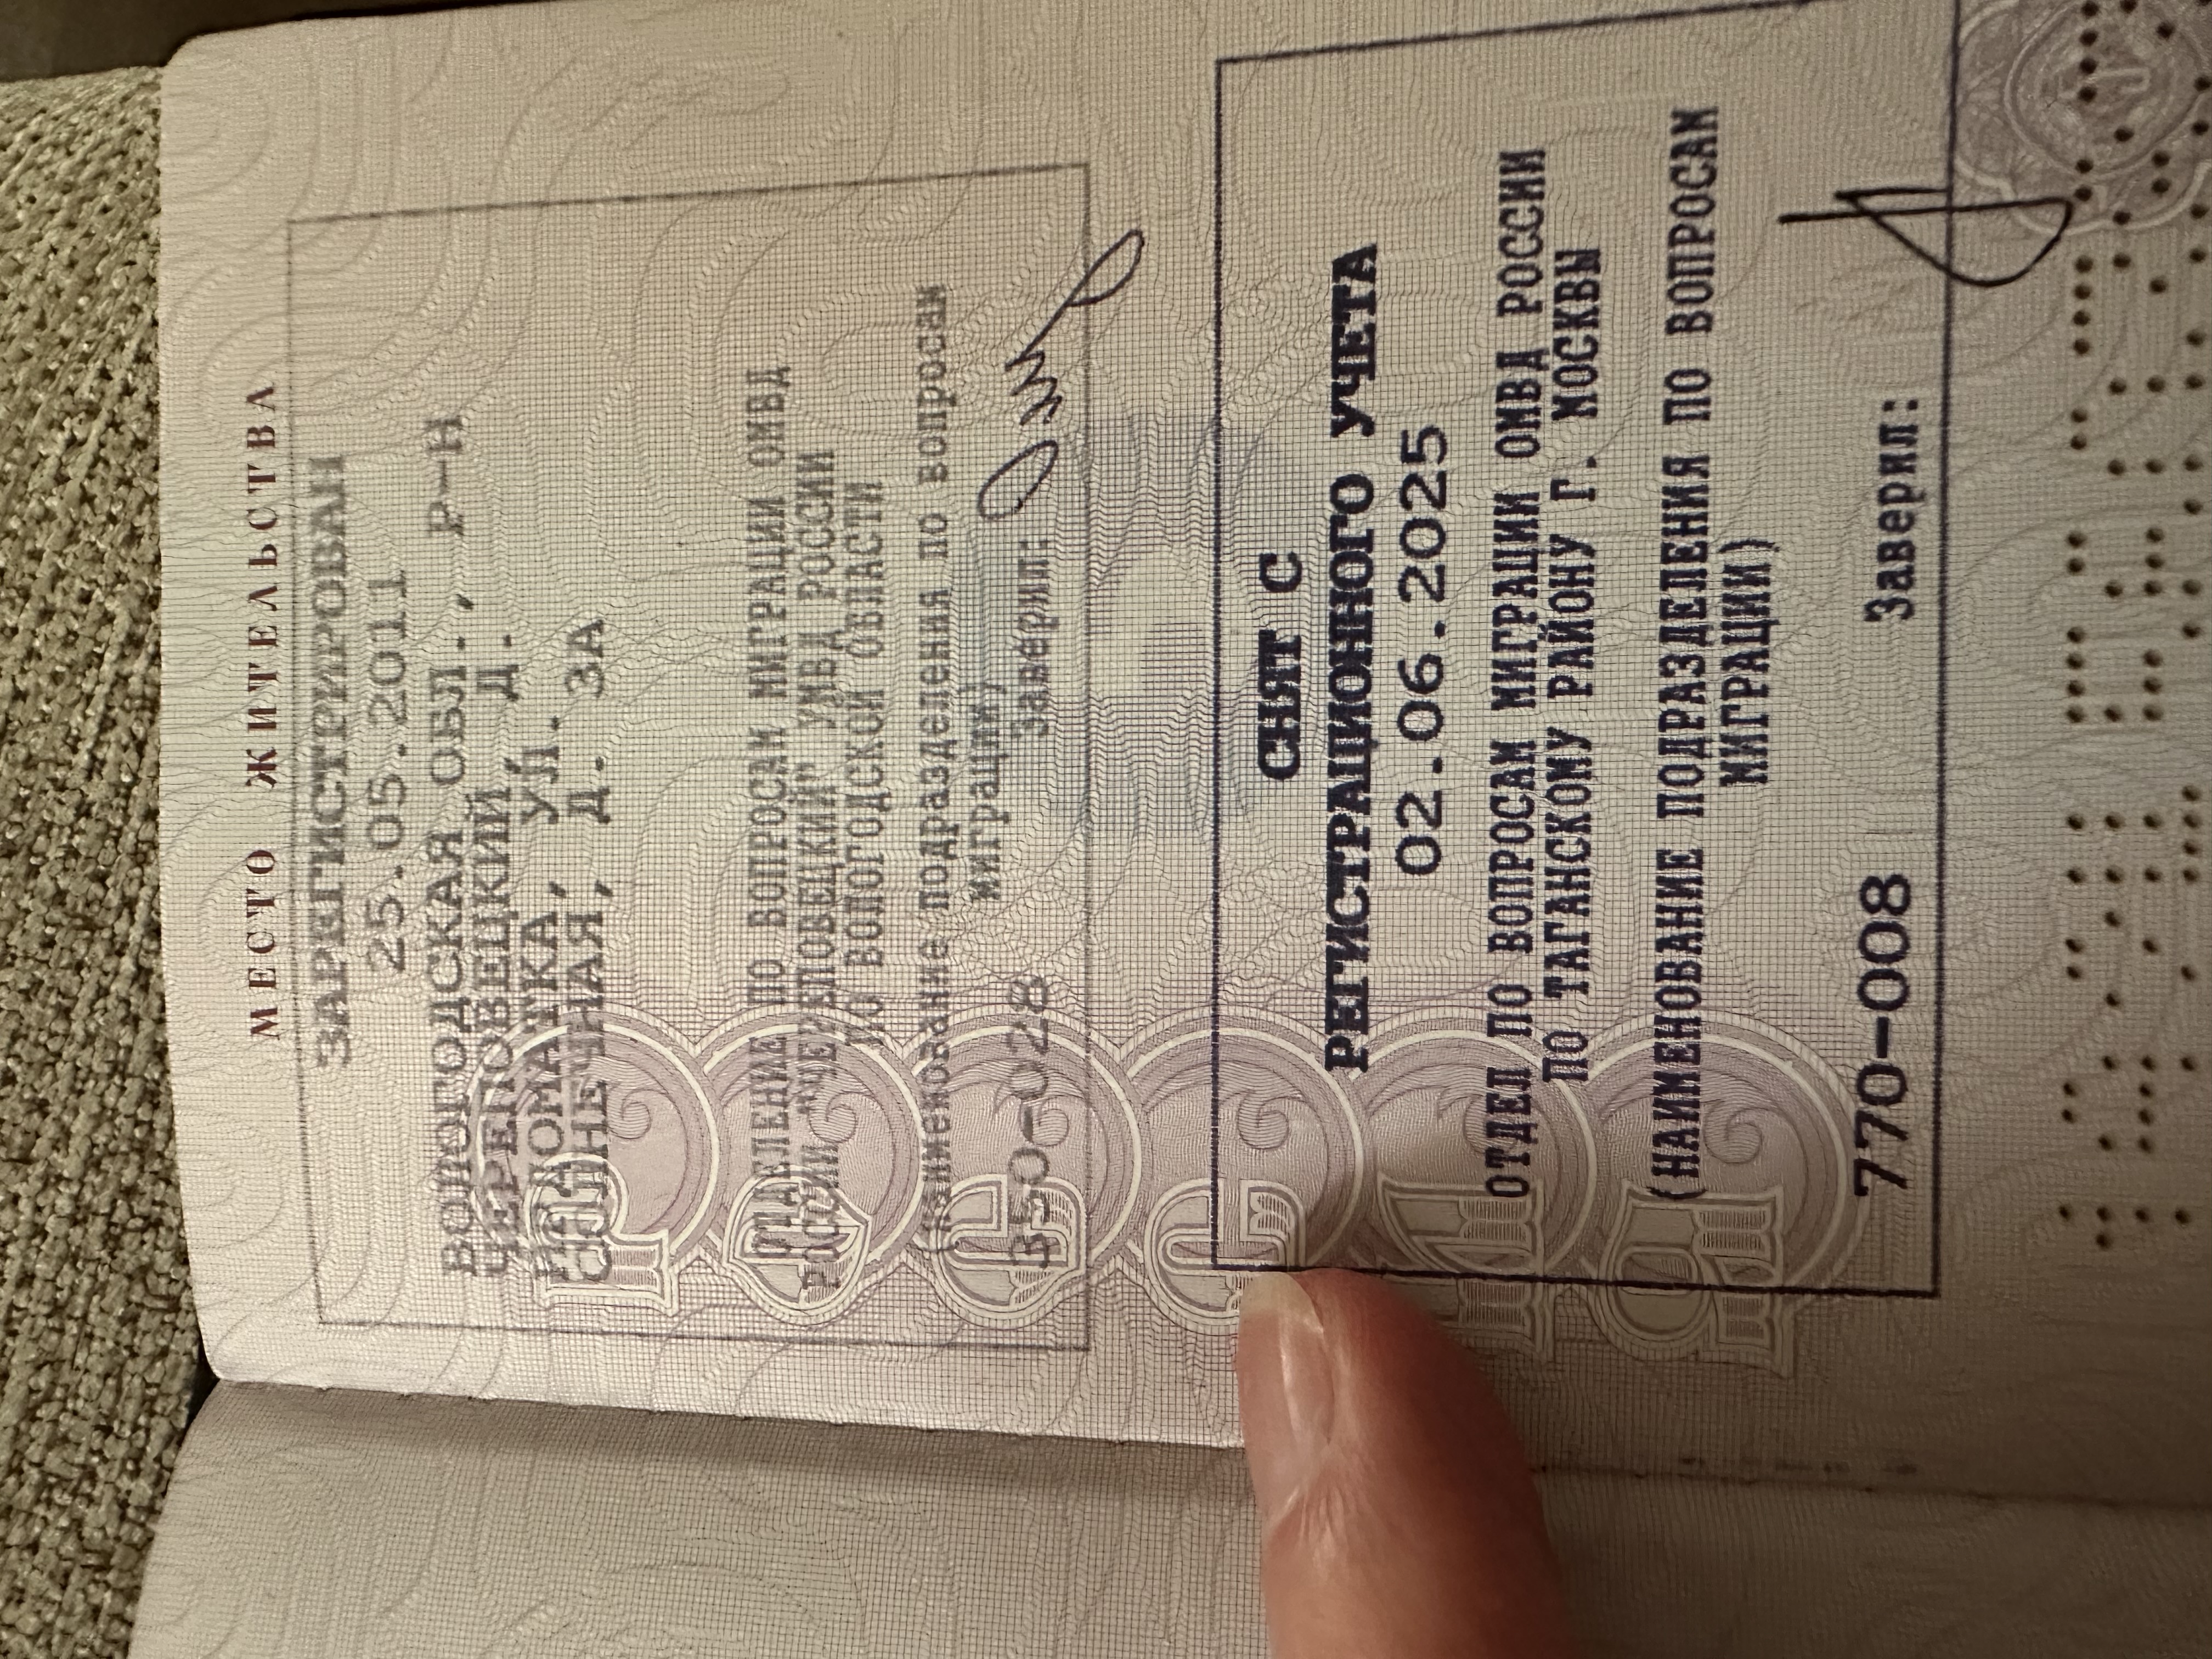 МЕСТО ЖИТЕЛЬСТВА
ЗАРЕГИСТРИРОВАН
25.05.2011
ВОЛОГОДСКАЯ ОБЛ., Р-Н
ЧЕРЕПОВЕЦКИЙ, Д.
УЛ.
СОЛНЕЧНАЯ, Д. 3А
ОТДЕЛЕНИЕ ПО ВОПРОСАМ МИГРАЦИИ ОМВД
РОССИИ "ЧЕРЕПОВЕЦКИЙ" УМВД РОССИИ
ПО ВОЛОГОДСКОЙ ОБЛАСТИ
(наименование подразделения по вопросам
миграции)
350-028
Заверил:
СНЯТ С
РЕГИСТРАЦИОННОГО УЧЕТА
02.06.2025
ОТДЕЛ ПО ВОПРОСАМ МИГРАЦИИ ОМВД РОССИИ
ПО ТАГАНСКОМУ РАЙОНУ Г. МОСКВЫ
(НАИМЕНОВАНИЕ ПОДРАЗДЕЛЕНИЯ ПО ВОПРОСАМ
МИГРАЦИИ)
770-008
Заверил:
РОССИЯ